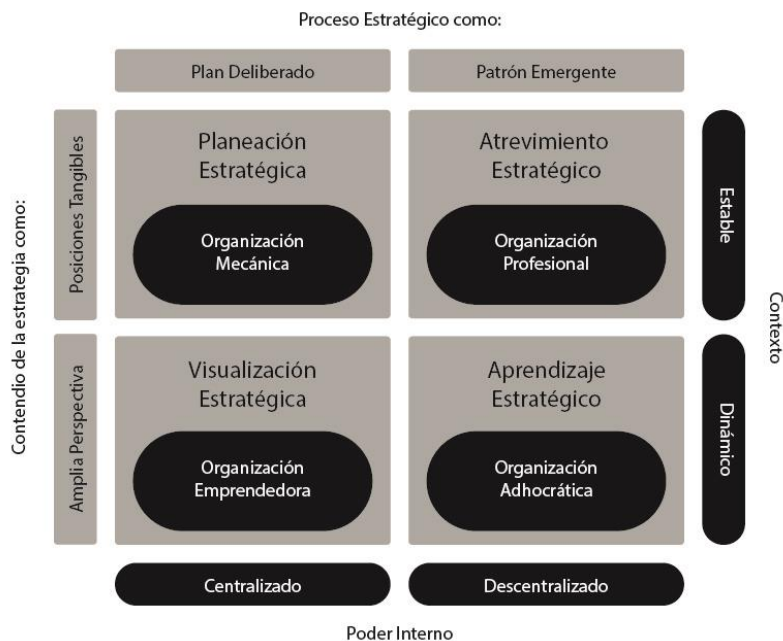 Proceso Estratégico como:
Plan Deliberado
Patrón Emergente
Contendio de la estrategia como:
Posiciones Tangibles
Planeación
Estratégica
Organización
Mecánica
Atrevimiento
Estratégico
Organización
Profesional
Estable
Contexto
Amplia Perspectiva
Visualización
Estratégica
Organización
Emprendedora
Aprendizaje
Estratégico
Organización
Adhocrática
Dinámico
Centralizado
Descentralizado
Poder Interno